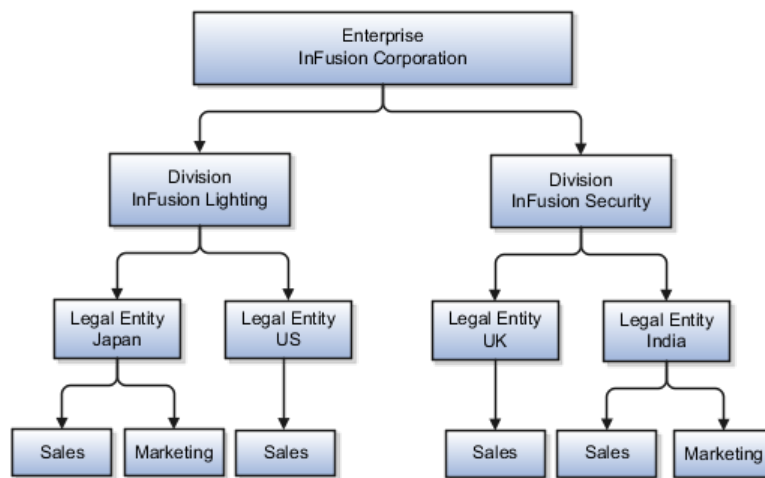 Enterprise
InFusion Corporation
Division
InFusion Lighting
Division
InFusion Security
Legal Entity
Japan
Legal Entity
US
Legal Entity
UK
Legal Entity
India
Sales
Marketing
Sales
Sales
Sales
Marketing